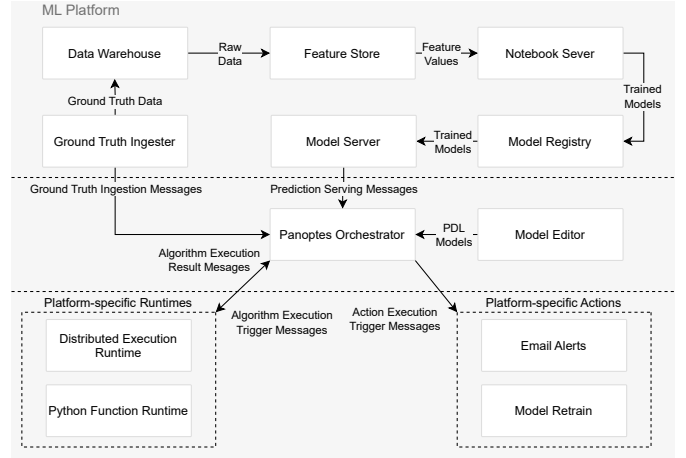 ML Platform
Data Warehouse
Raw
Data
Feature Store
Feature
Values
Notebook Sever
Ground Truth Data
Trained
Models
Ground Truth Ingester
Model Server
Trained
Models
Model Registry
Ground Truth Ingestion Messages
Prediction Serving Messages
Panoptes Orchestrator
PDL
Models
Model Editor
Algorithm Execution
Result Mesages
Platform-specific Runtimes
Algorithm Execution
Trigger Messages
Action Execution
Trigger Messages
Platform-specific Actions
Distributed Execution
Runtime
Email Alerts
Python Function Runtime
Model Retrain